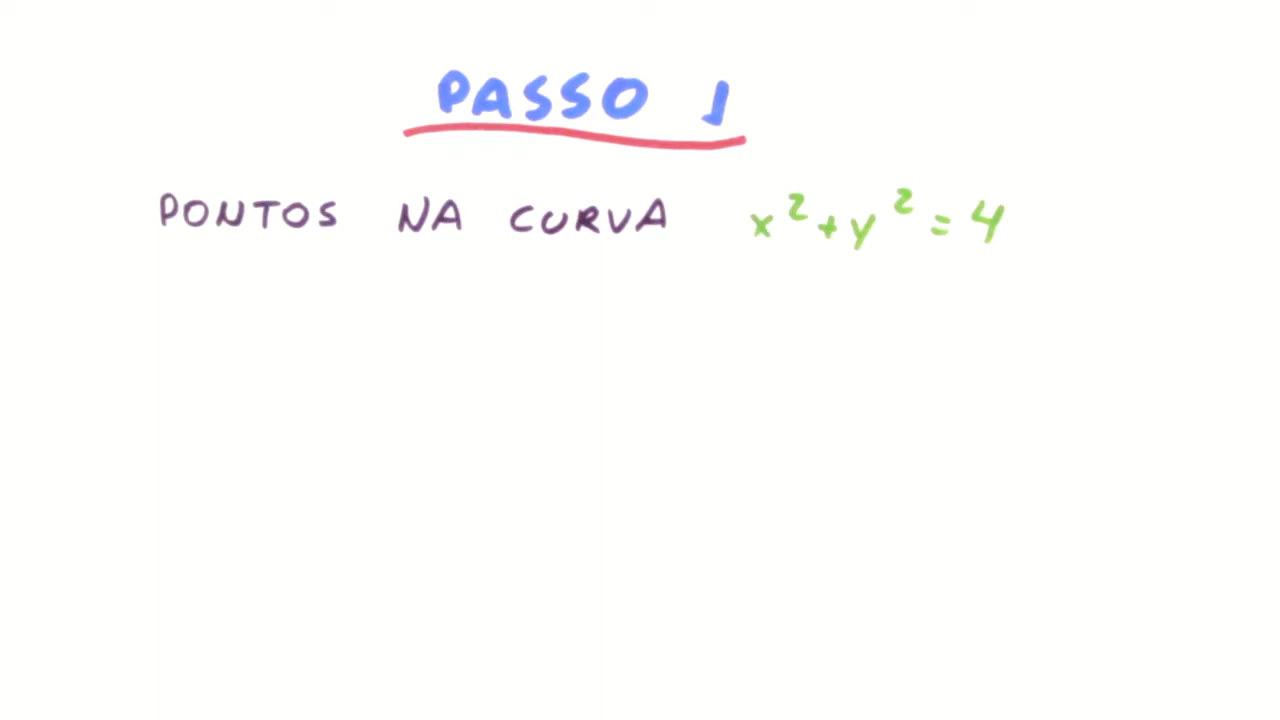 PASSO 1
PONTOS NA CURVA x² + y² = 4